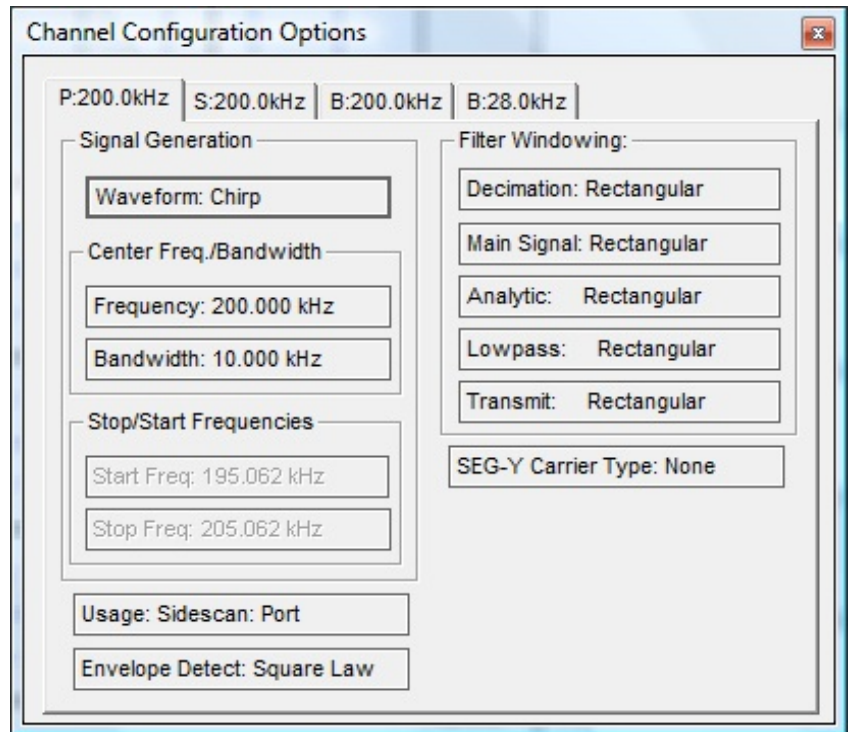 Channel Configuration Options
P:200.0kHz
S:200.0kHz
B:200.0kHz
B:28.0kHz
Signal Generation
Waveform: Chirp
Center Freq./Bandwidth
Frequency: 200.000 kHz
Bandwidth: 10.000 kHz
Stop/Start Frequencies
Start Freq: 195.062 kHz
Stop Freq: 205.062 kHz
Usage: Sidescan: Port
Envelope Detect: Square Law
Filter Windowing:
Decimation: Rectangular
Main Signal: Rectangular
Analytic: Rectangular
Lowpass: Rectangular
Transmit: Rectangular
SEG-Y Carrier Type: None